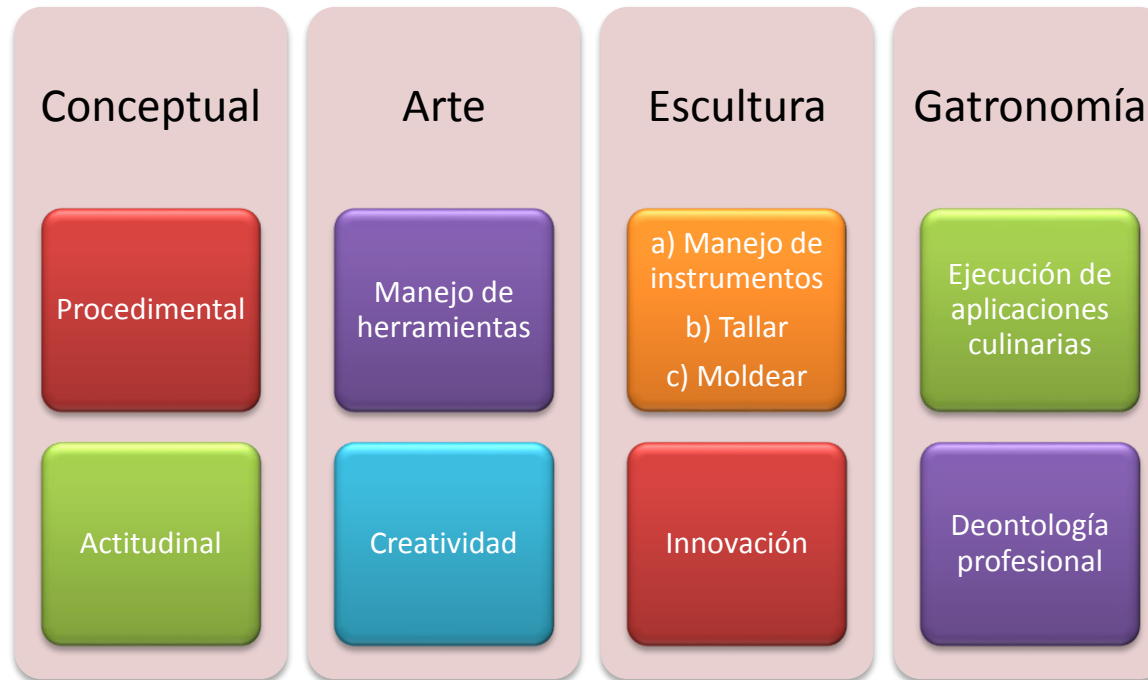 Conceptual
Procedimental
Actitudinal
Arte
Manejo de
herramientas
Creatividad
Escultura
a) Manejo de
instrumentos
b) Tallar
c) Moldear
Innovación
Gatronomía
Ejecución de
aplicaciones
culinarias
Deontología
profesional